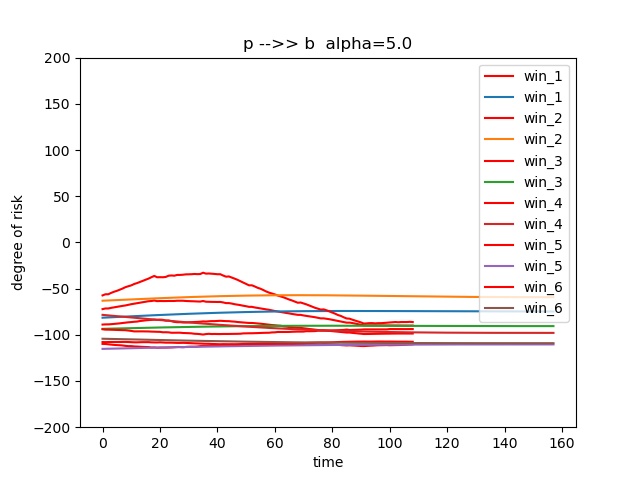 p -->> b  alpha=5.0
degree of risk
200
150
100
50
0
−50
−100
−150
−200
0
20
40
60
80
100
120
140
160
time
win_1
win_1
win_2
win_2
win_3
win_3
win_4
win_4
win_5
win_5
win_6
win_6